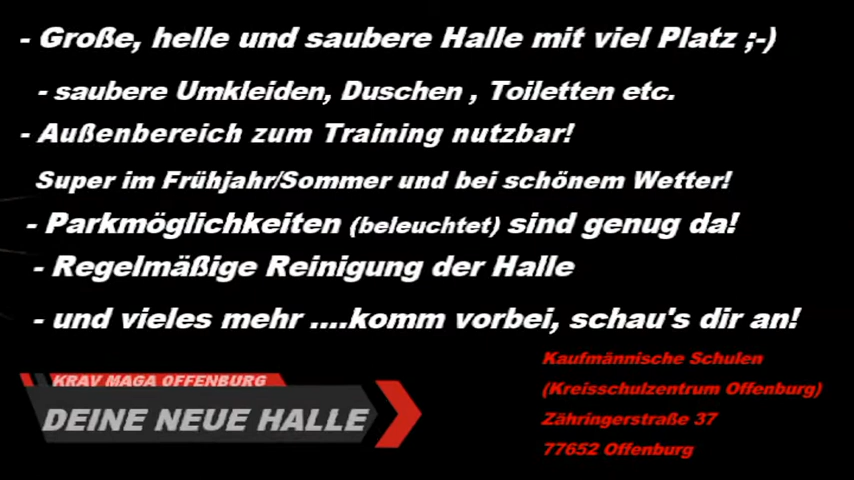 - Große, helle und saubere Halle mit viel Platz ;-)
- saubere Umkleiden, Duschen , Toiletten etc.
- Außenbereich zum Training nutzbar!
Super im Frühjahr/Sommer und bei schönem Wetter!
- Parkmöglichkeiten (beleuchtet) sind genug da!
- Regelmäßige Reinigung der Halle
- und vieles mehr ....komm vorbei, schau's dir an!
KRAV MAGA OFFENBURG
DEINE NEUE HALLE
Kaufmännische Schulen
(Kreisschulzentrum Offenburg)
Zähringerstraße 37
77652 Offenburg